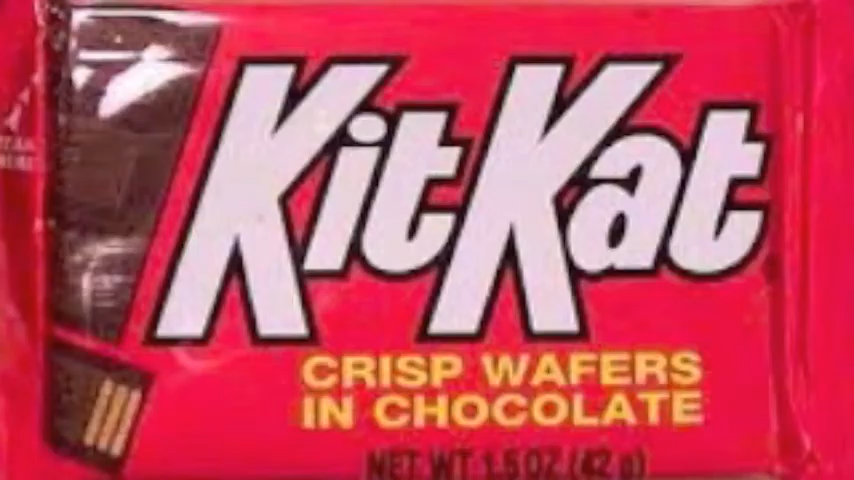 KitKat
CRISP WAFERS
IN CHOCOLATE
NET WT 1.5 OZ (42 g)